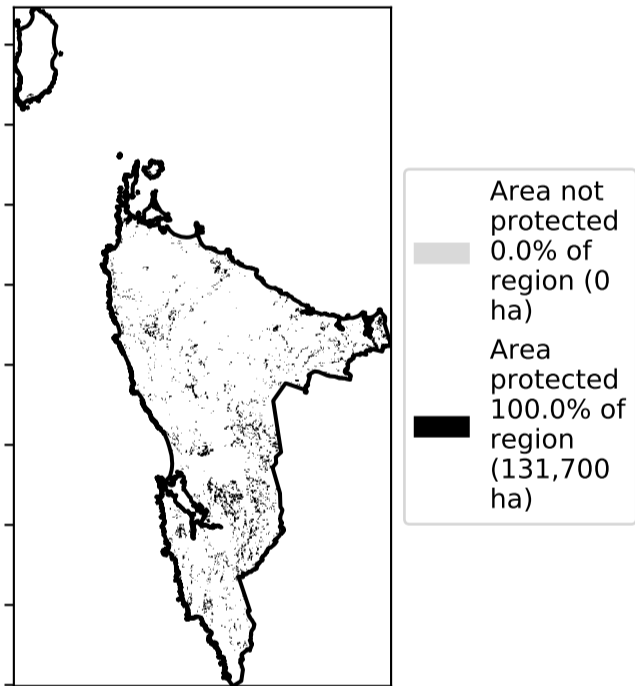 Area not
protected
0.0% of
region (0
ha)
Area
protected
100.0% of
region
(131,700
ha)